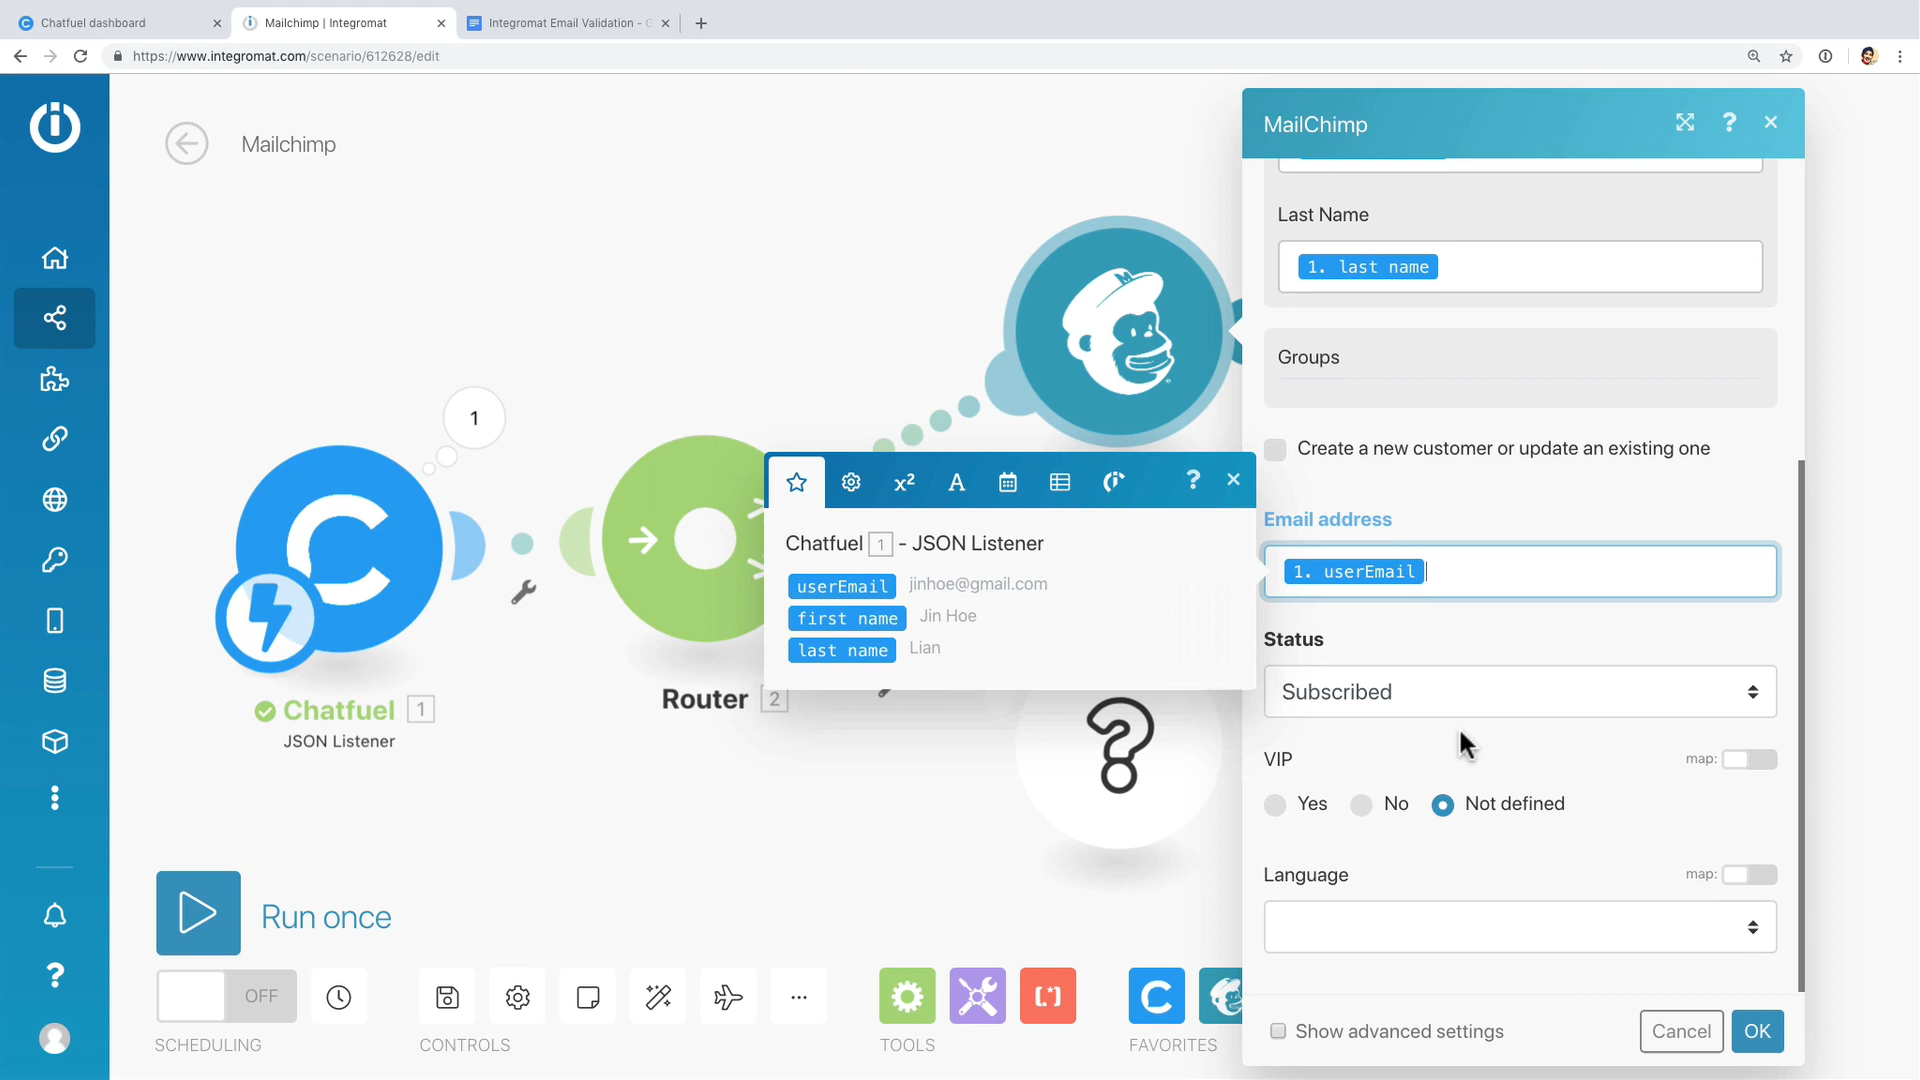 Chatfuel dashboard
Mailchimp | Integromat
Integromat Email Validation - G
https://www.integromat.com/scenario/612628/edit
Mailchimp
1
Chatfuel 1
JSON Listener
Router 2
Run once
OFF
SCHEDULING
CONTROLS
TOOLS
FAVORITES
Chatfuel 1 - JSON Listener
userEmail jinhoe@gmail.com
first name Jin Hoe
last name Lian
?
MailChimp
Last Name
1. last name
Groups
Create a new customer or update an existing one
Email address
1. userEmail
Status
Subscribed
VIP
map:
Yes No Not defined
Language
map:
Show advanced settings
Cancel
OK